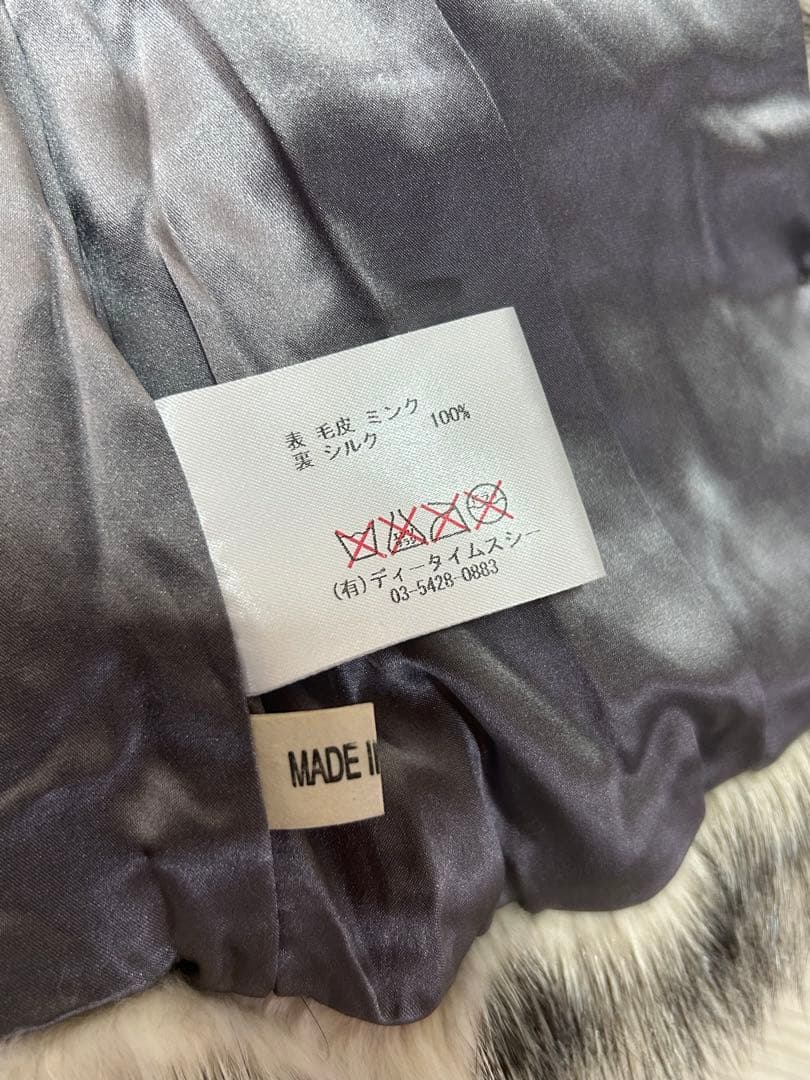 表 毛皮 ミンク
裏 シルク 100%
(有)ディータイムスシー
03-5428-0883
MADE I